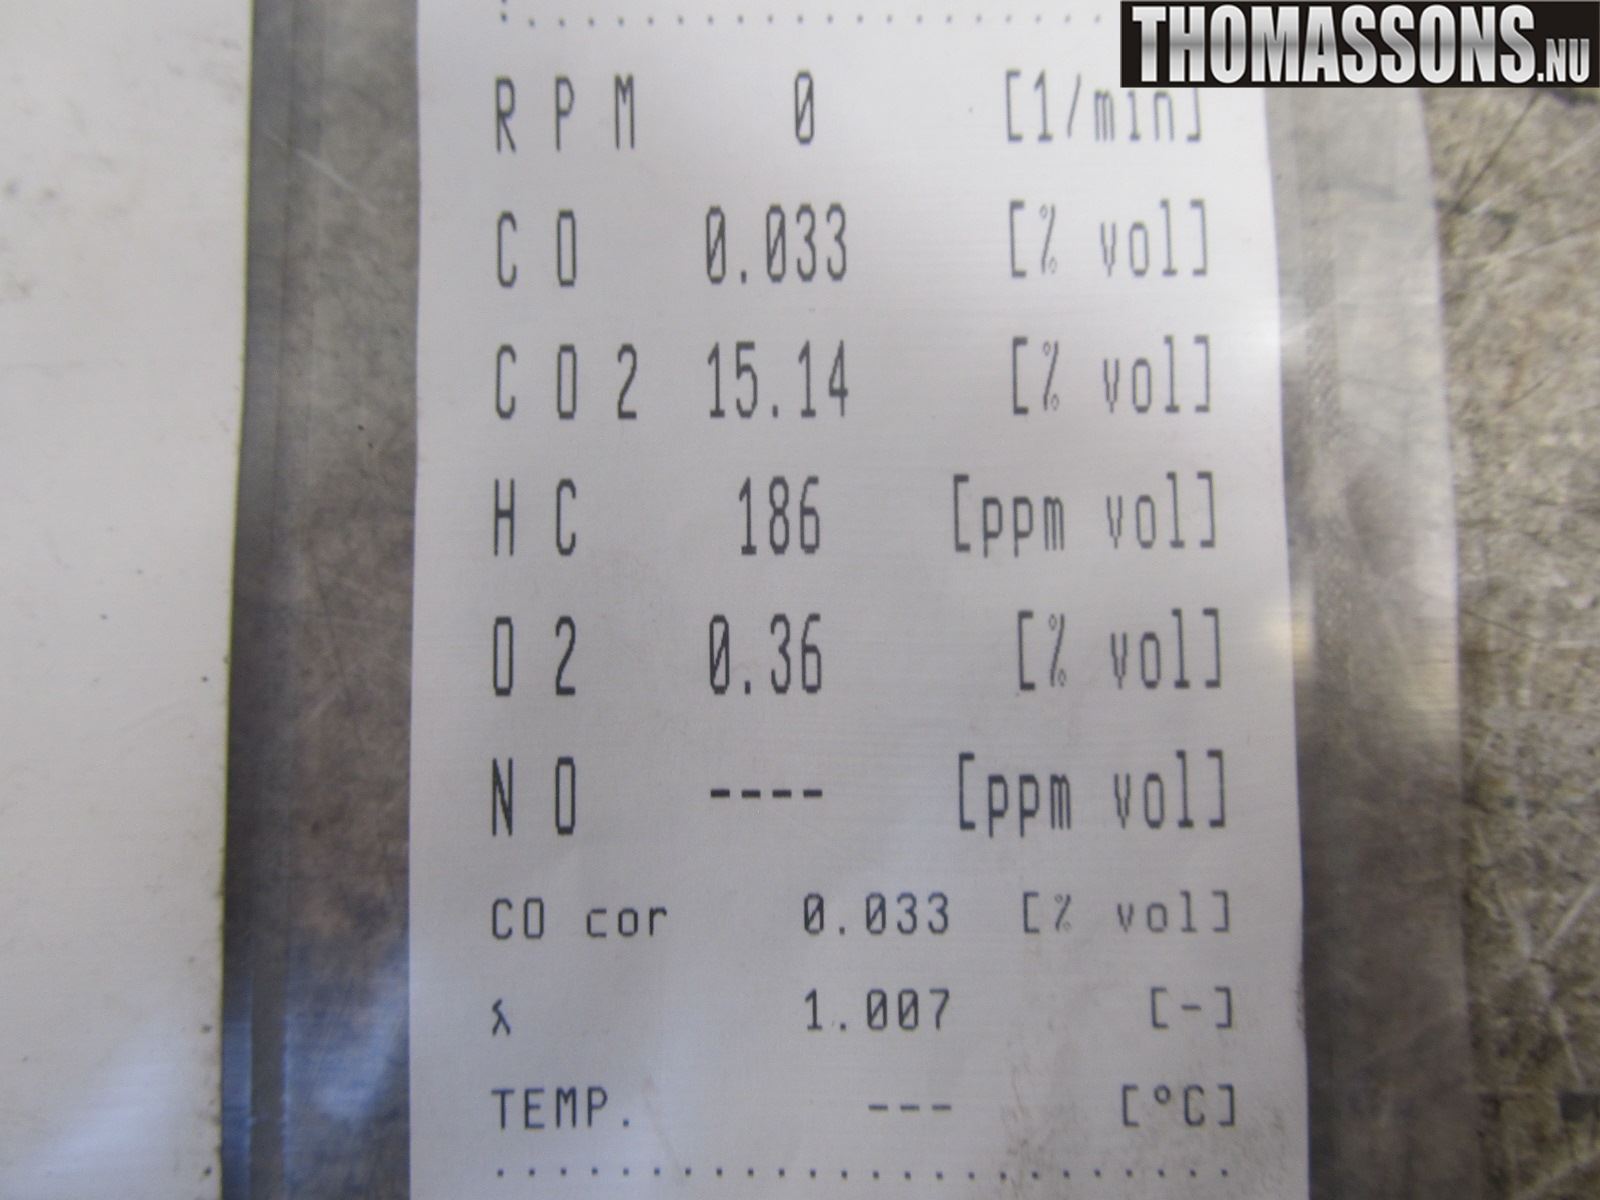 THOMASSONS.NU
RPM 0 [1/min]
CO 0.033 [% vol]
CO2 15.14 [% vol]
HC 186 [ppm vol]
O2 0.36 [% vol]
NO ---- [ppm vol]
CO cor 0.033 [% vol]
λ 1.007 [-]
TEMP. --- [°C]